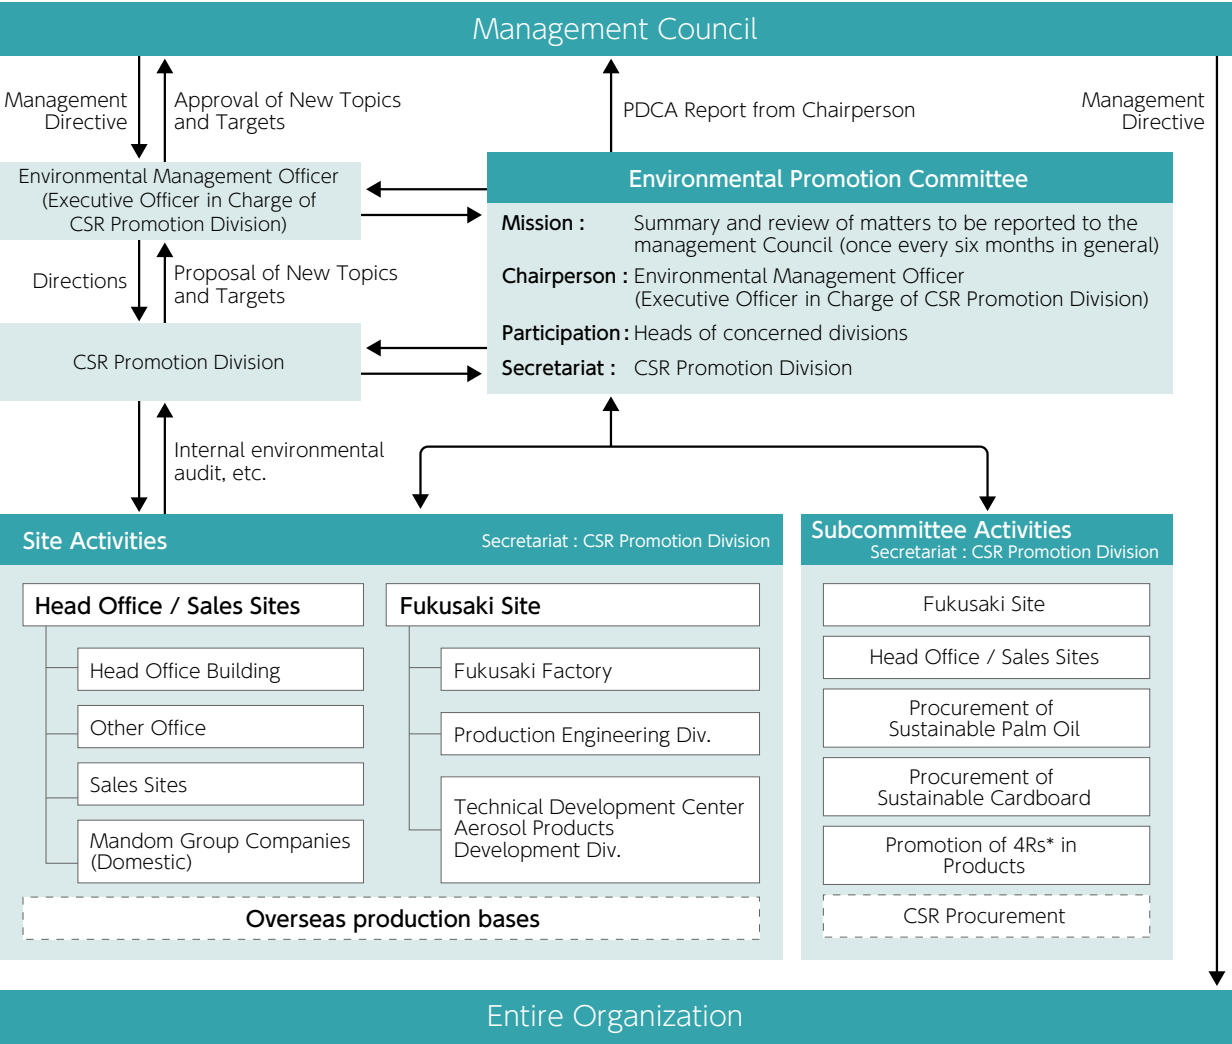 Management Council
Management
Directive
Approval of New Topics
and Targets
PDCA Report from Chairperson
Management
Directive
Environmental Management Officer
(Executive Officer in Charge of
CSR Promotion Division)
Environmental Promotion Committee
Mission : Summary and review of matters to be reported to the
management Council (once every six months in general)
Chairperson : Environmental Management Officer
(Executive Officer in Charge of CSR Promotion Division)
Participation : Heads of concerned divisions
Secretariat : CSR Promotion Division
Directions
Proposal of New Topics
and Targets
CSR Promotion Division
Internal environmental
audit, etc.
Site Activities
Secretariat : CSR Promotion Division
Head Office / Sales Sites
Head Office Building
Other Office
Sales Sites
Mandom Group Companies
(Domestic)
Fukusaki Site
Fukusaki Factory
Production Engineering Div.
Technical Development Center
Aerosol Products
Development Div.
Overseas production bases
Subcommittee Activities
Secretariat : CSR Promotion Division
Fukusaki Site
Head Office / Sales Sites
Procurement of
Sustainable Palm Oil
Procurement of
Sustainable Cardboard
Promotion of 4Rs* in
Products
CSR Procurement
Entire Organization